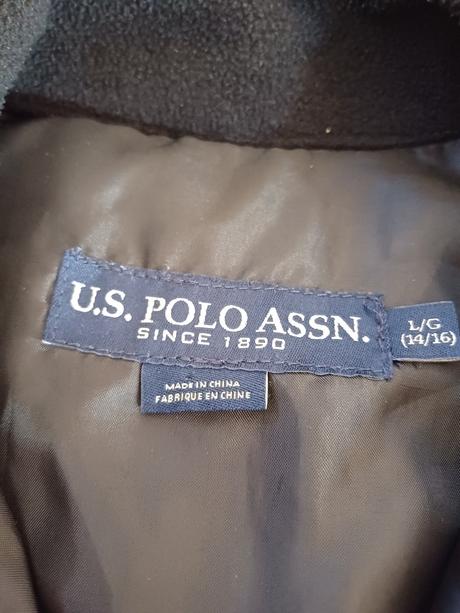 U.S. POLO ASSN.
SINCE 1890
L/G
(14/16)
MADE IN CHINA
FABRIQUE EN CHINE